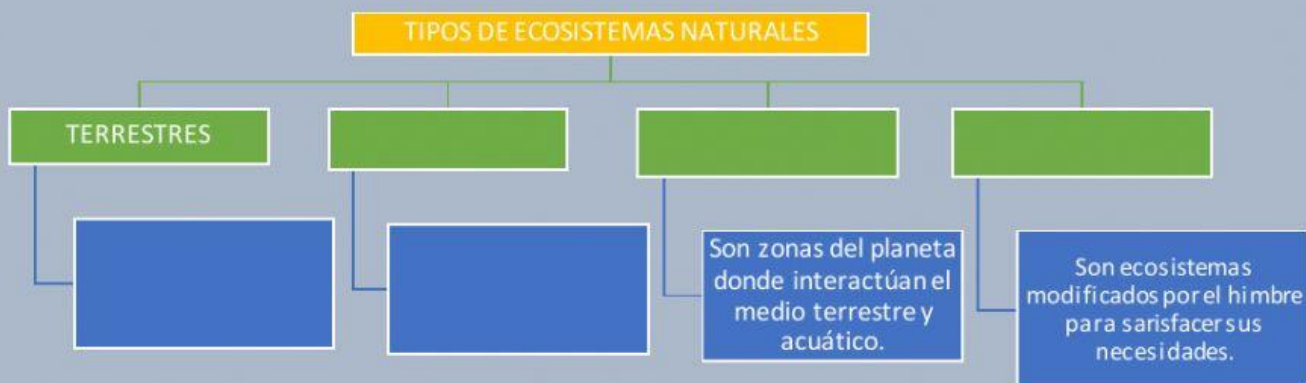 TIPOS DE ECOSISTEMAS NATURALES
TERRESTRES
Son zonas del planeta
donde interactúan el
medio terrestre y
acuático.
Son ecosistemas
modificados por el himbre
para sarisfacer sus
necesidades.